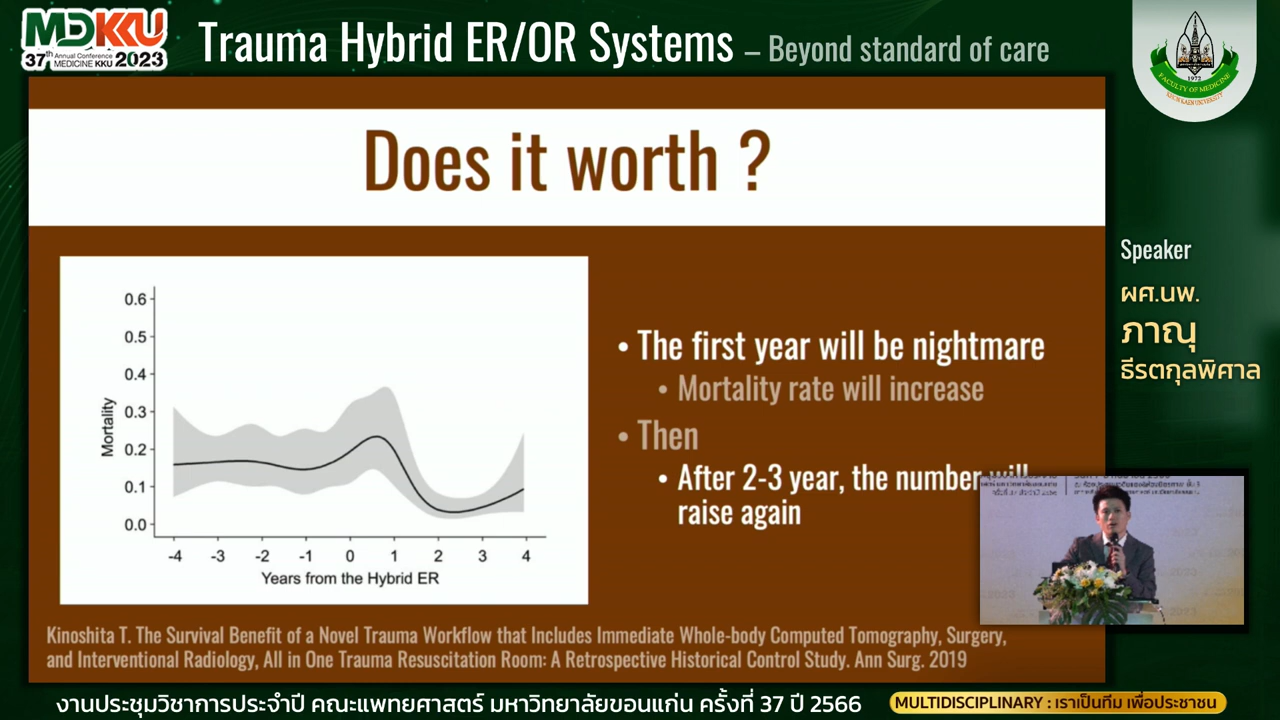 MDKKU
37th Annual Conference MEDICINE KKU 2023
Trauma Hybrid ER/OR Systems – Beyond standard of care
1972
FACULTY OF MEDICINE
KHON KAEN UNIVERSITY
Does it worth ?
0.6
0.5
0.4
0.3
0.2
0.1
0.0
Mortality
-4 -3 -2 -1 0 1 2 3 4
Years from the Hybrid ER
• The first year will be nightmare
• Mortality rate will increase
• Then
• After 2-3 year, the number will
raise again
Speaker
ผศ.นพ.
ภาณุ
ธีรตกุลพิศาล
Kinoshita T. The Survival Benefit of a Novel Trauma Workflow that Includes Immediate Whole-body Computed Tomography, Surgery,
and Interventional Radiology, All in One Trauma Resuscitation Room: A Retrospective Historical Control Study. Ann Surg. 2019
งานประชุมวิชาการประจำปี คณะแพทยศาสตร์ มหาวิทยาลัยขอนแก่น ครั้งที่ 37 ปี 2566
MULTIDISCIPLINARY : เราเป็นทีม เพื่อประชาชน